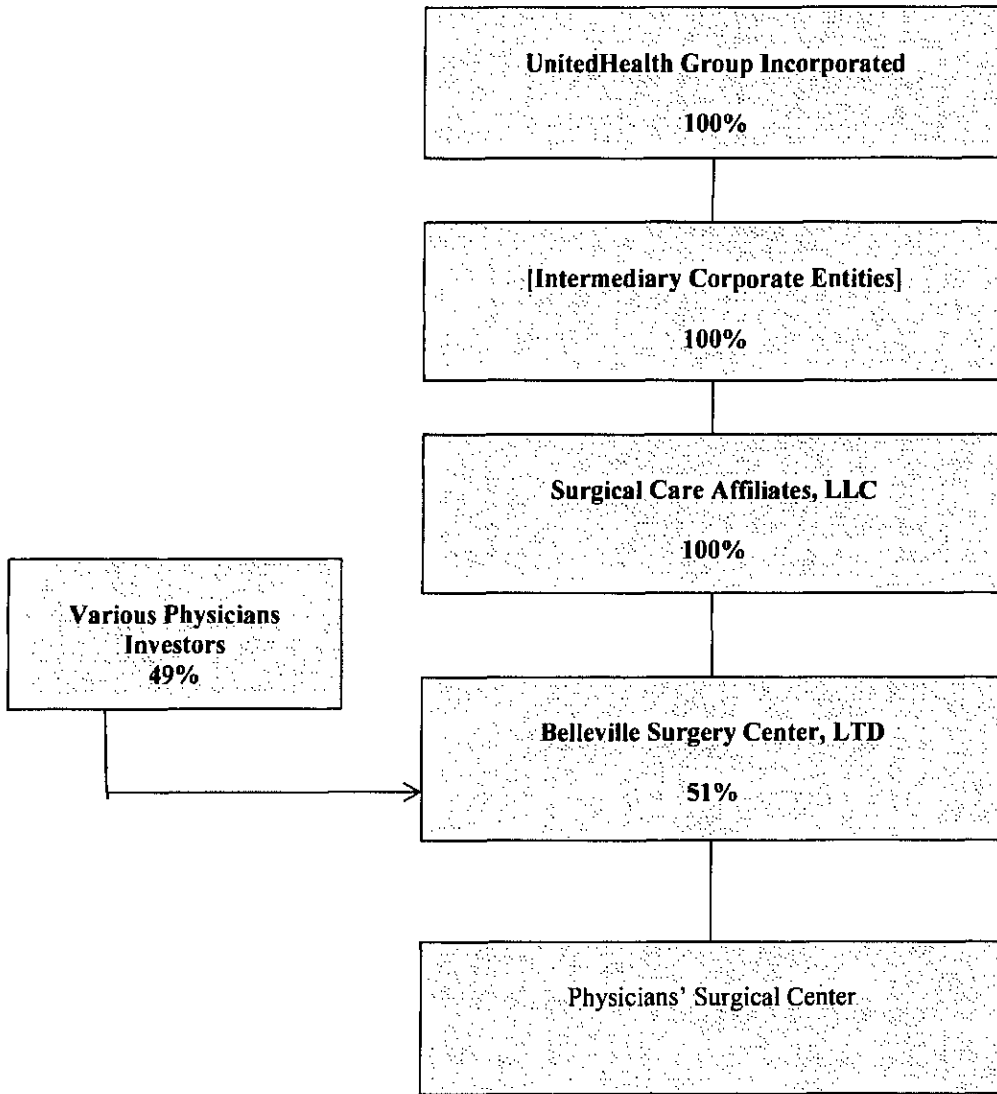 UnitedHealth Group Incorporated
100%
[Intermediary Corporate Entities]
100%
Surgical Care Affiliates, LLC
100%
Various Physicians
Investors
49%
Belleville Surgery Center, LTD
51%
Physicians' Surgical Center